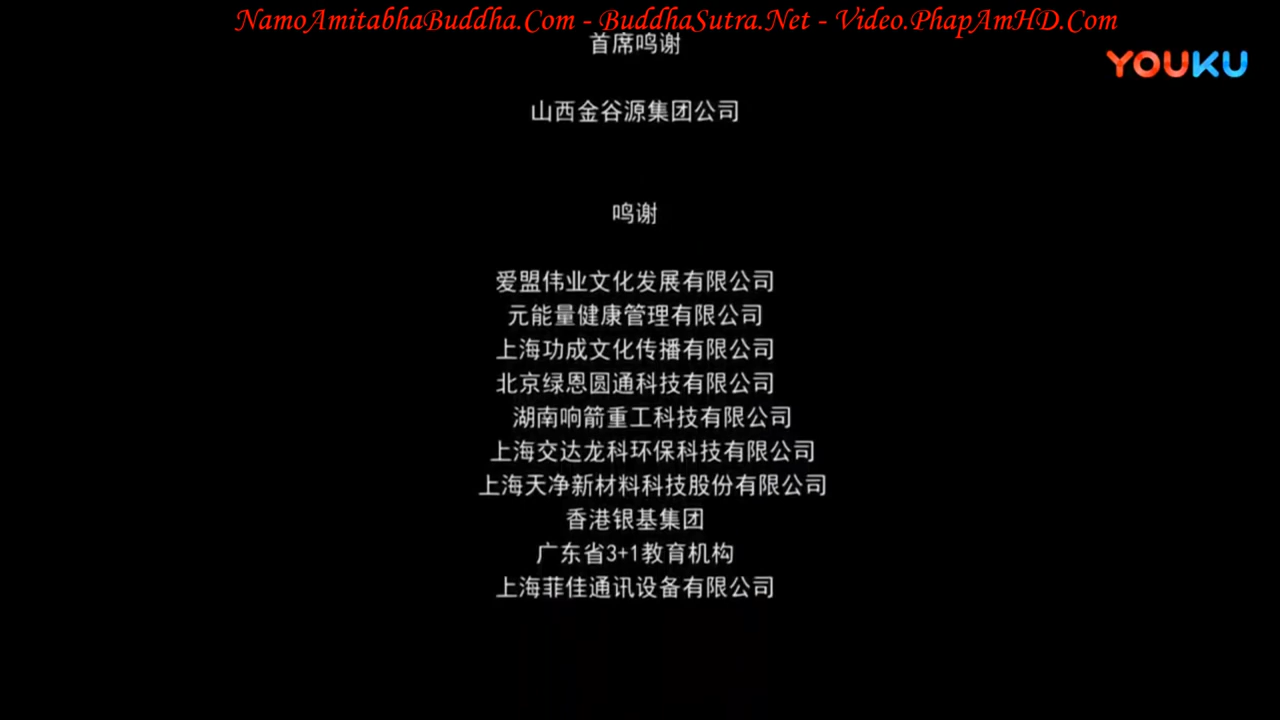 NamoAmitabhaBuddha.Com - BuddhaSutra.Net - Video.PhapAmHD.Com
首席鸣谢
YOUKU
山西金谷源集团公司
鸣谢
爱盟伟业文化发展有限公司
元能量健康管理有限公司
上海功成文化传播有限公司
北京绿恩圆通科技有限公司
湖南响箭重工科技有限公司
上海交达龙科环保科技有限公司
上海天净新材料科技股份有限公司
香港银基集团
广东省3+1教育机构
上海菲佳通讯设备有限公司